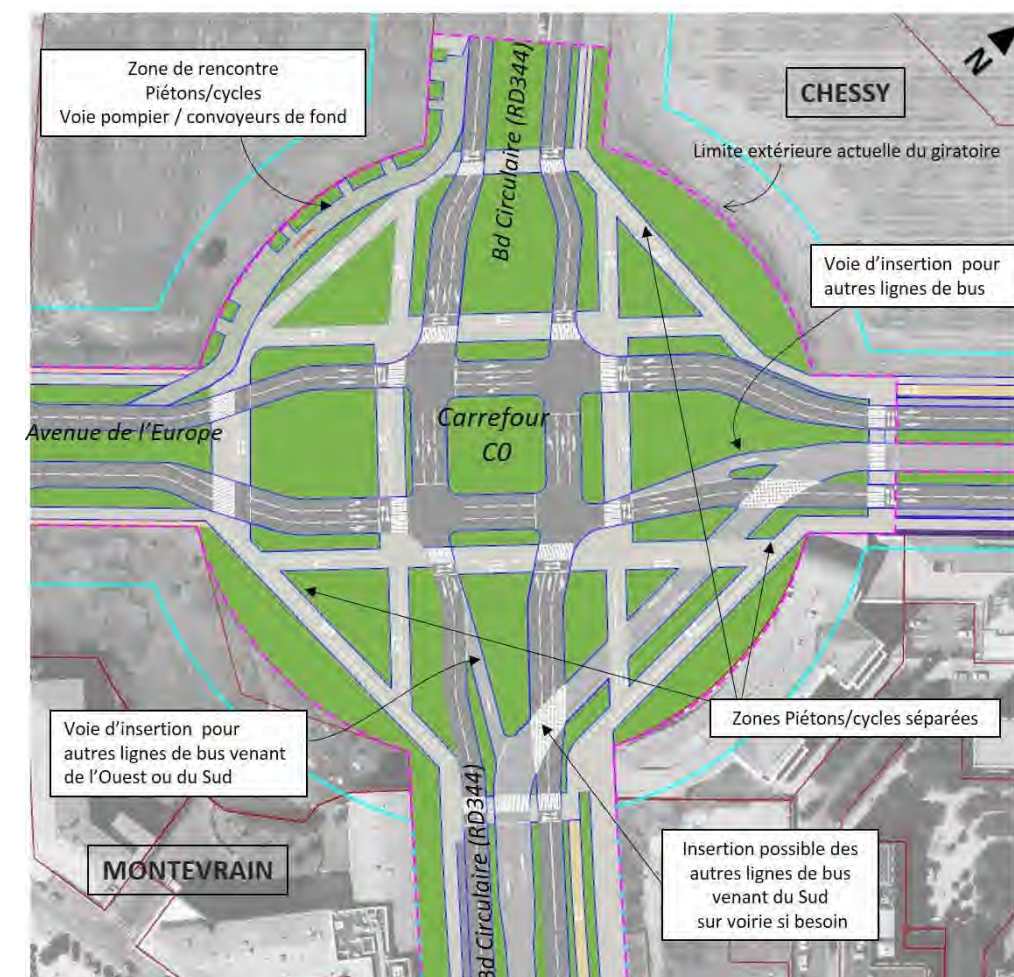 Zone de rencontre
Piétons/cycles
Voie pompier / convoyeurs de fond
Bd Circulaire (RD344)
N
CHESSY
Limite extérieure actuelle du giratoire
Voie d'insertion pour
autres lignes de bus
Avenue de l'Europe
Carrefour
C0
Zones Piétons/cycles séparées
Voie d'insertion pour
autres lignes de bus venant
de l'Ouest ou du Sud
Bd Circulaire (RD344)
MONTEVRAIN
Insertion possible des
autres lignes de bus
venant du Sud
sur voirie si besoin